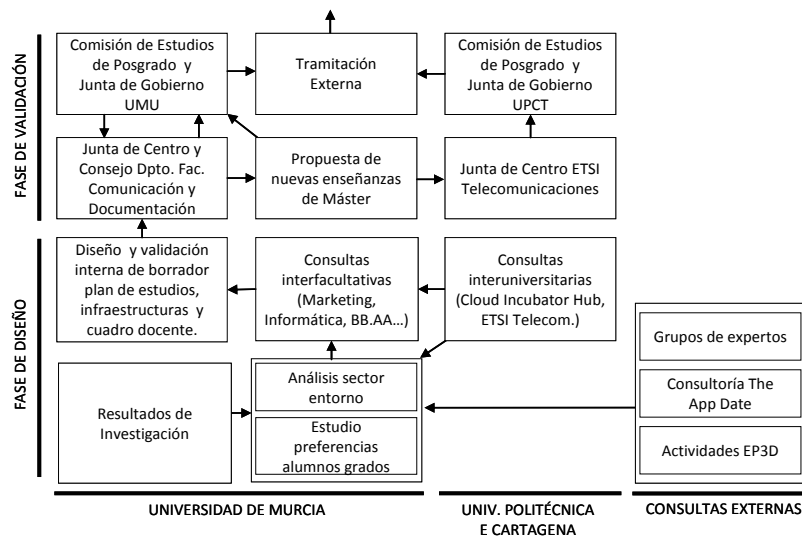 FASE DE VALIDACIÓN
Comisión de Estudios
de Posgrado y
Junta de Gobierno
UMU
Tramitación
Externa
Comisión de Estudios
de Posgrado y
Junta de Gobierno
UPCT
Junta de Centro y
Consejo Dpto. Fac.
Comunicación y
Documentación
Propuesta de
nuevas enseñanzas
de Máster
Junta de Centro ETSI
Telecomunicaciones
FASE DE DISEÑO
Diseño y validación
interna de borrador
plan de estudios,
infraestructuras y
cuadro docente.
Consultas
interfacultativas
(Marketing,
Informática, BB.AA...)
Consultas
interuniversitarias
(Cloud Incubator Hub,
ETSI Telecom.)
Resultados de
Investigación
Análisis sector
entorno
Estudio
preferencias
alumnos grados
Grupos de expertos
Consultoría The
App Date
Actividades EP3D
UNIVERSIDAD DE MURCIA
UNIV. POLITÉCNICA
E CARTAGENA
CONSULTAS EXTERNAS